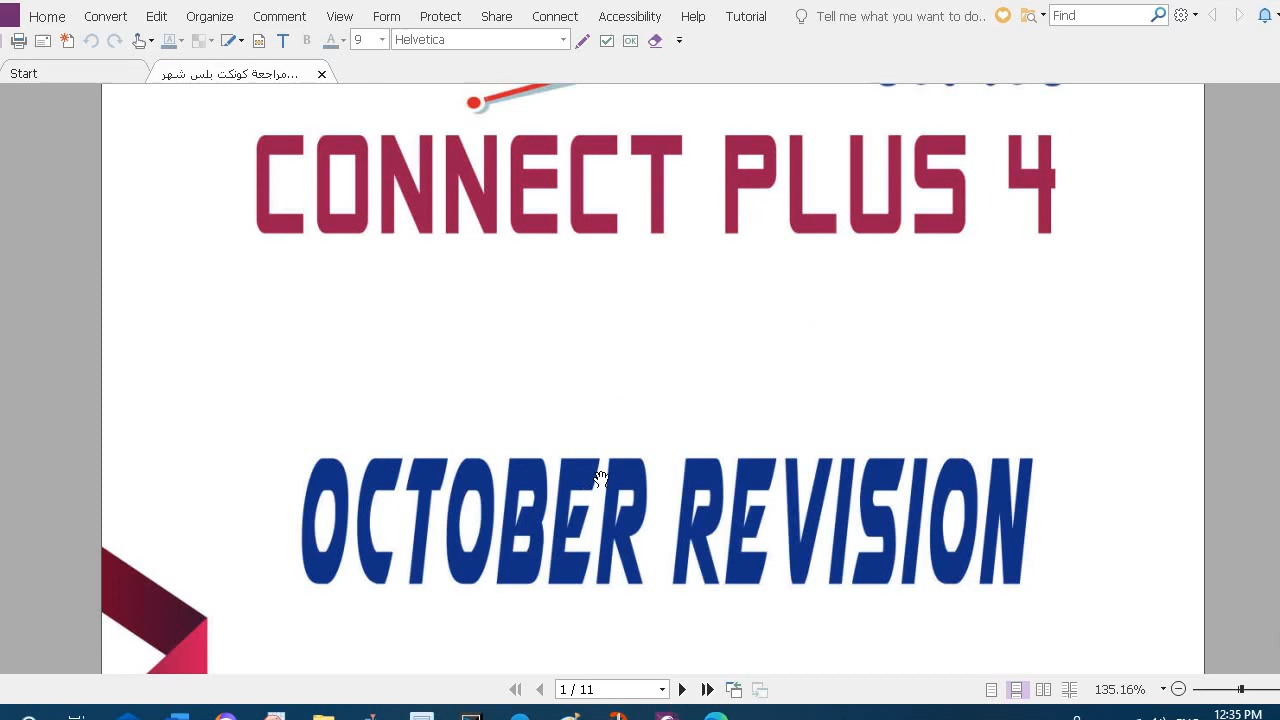 Home Convert Edit Organize Comment View Form Protect Share Connect Accessibility Help Tutorial Tell me what you want to do.. Find
9 Helvetica
Start
مراجعة كونكت بلس شهر...
CONNECT PLUS 4
OCTOBER REVISION
1 / 11
135.16%
12:35 PM